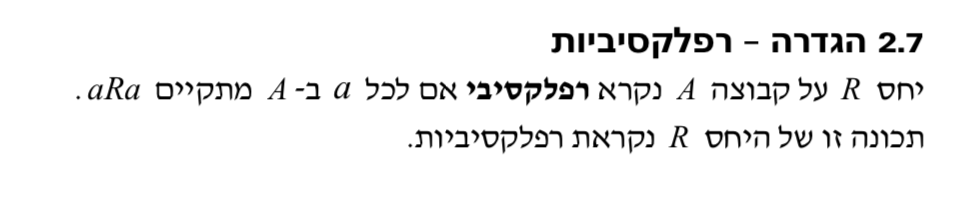 2.7 הגדרה – רפלקסיביות
יחס R על קבוצה A נקרא רפלקסיבי אם לכל a ב-A מתקיים aRa.
תכונה זו של היחס R נקראת רפלקסיביות.